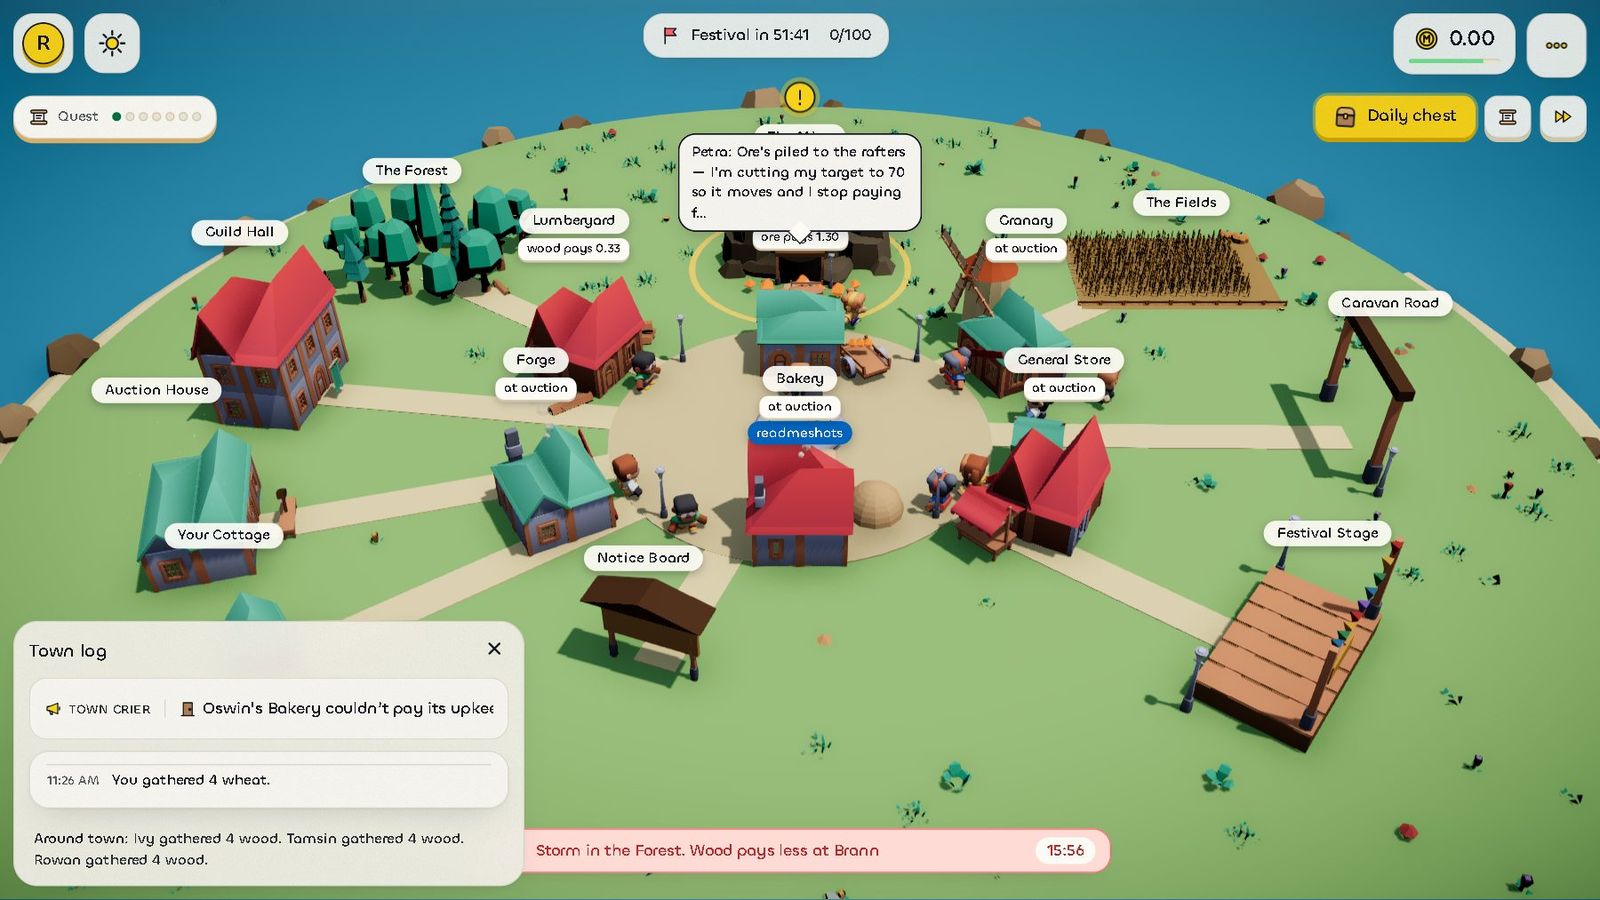 R
Festival in 51:41 0/100
0.00
Quest
Daily chest
!
Petra: Ore's piled to the rafters
— I'm cutting my target to 70
so it moves and I stop paying
f...
The Forest
Lumberyard
wood pays 0.33
ore pays 1.30
Granary
at auction
The Fields
Guild Hall
Caravan Road
Forge
at auction
General Store
at auction
Auction House
Bakery
at auction
readmeshots
Your Cottage
Notice Board
Festival Stage
Town log
TOWN CRIER
Oswin's Bakery couldn't pay its upkee
11:26 AM You gathered 4 wheat.
Around town: Ivy gathered 4 wood. Tamsin gathered 4 wood.
Rowan gathered 4 wood.
Storm in the Forest. Wood pays less at Brann
15:56